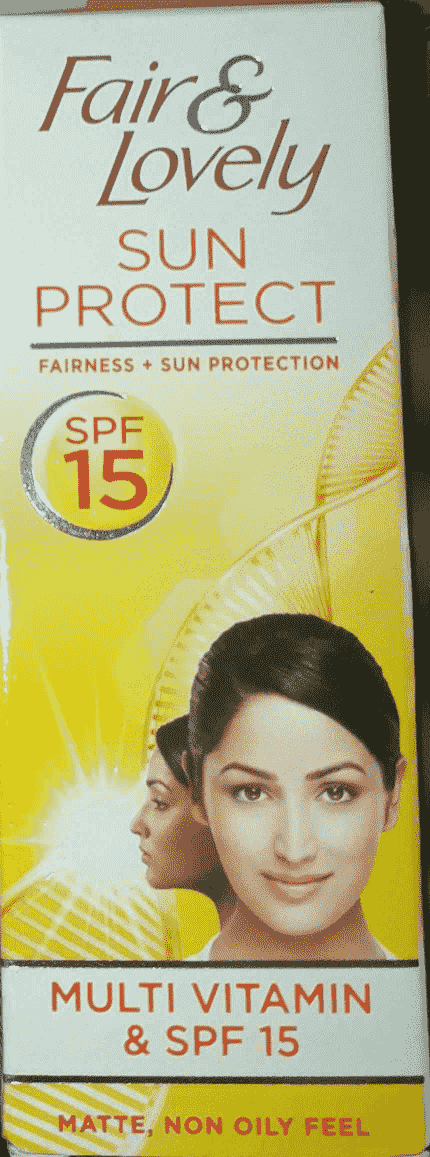 Fair &
Lovely
SUN
PROTECT
FAIRNESS + SUN PROTECTION
SPF
15
MULTI VITAMIN
& SPF 15
MATTE, NON OILY FEEL